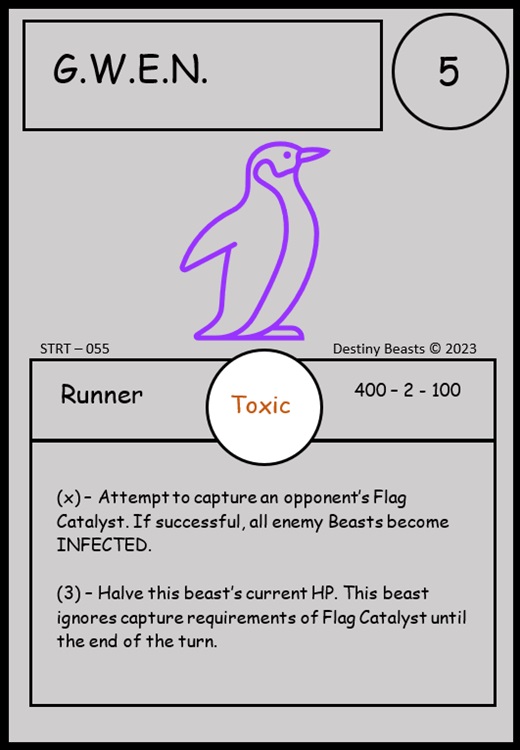 G.W.E.N.
5
STRT – 055
Destiny Beasts © 2023
Runner
Toxic
400 – 2 - 100
(x) – Attempt to capture an opponent's Flag
Catalyst. If successful, all enemy Beasts become
INFECTED.
(3) – Halve this beast's current HP. This beast
ignores capture requirements of Flag Catalyst until
the end of the turn.